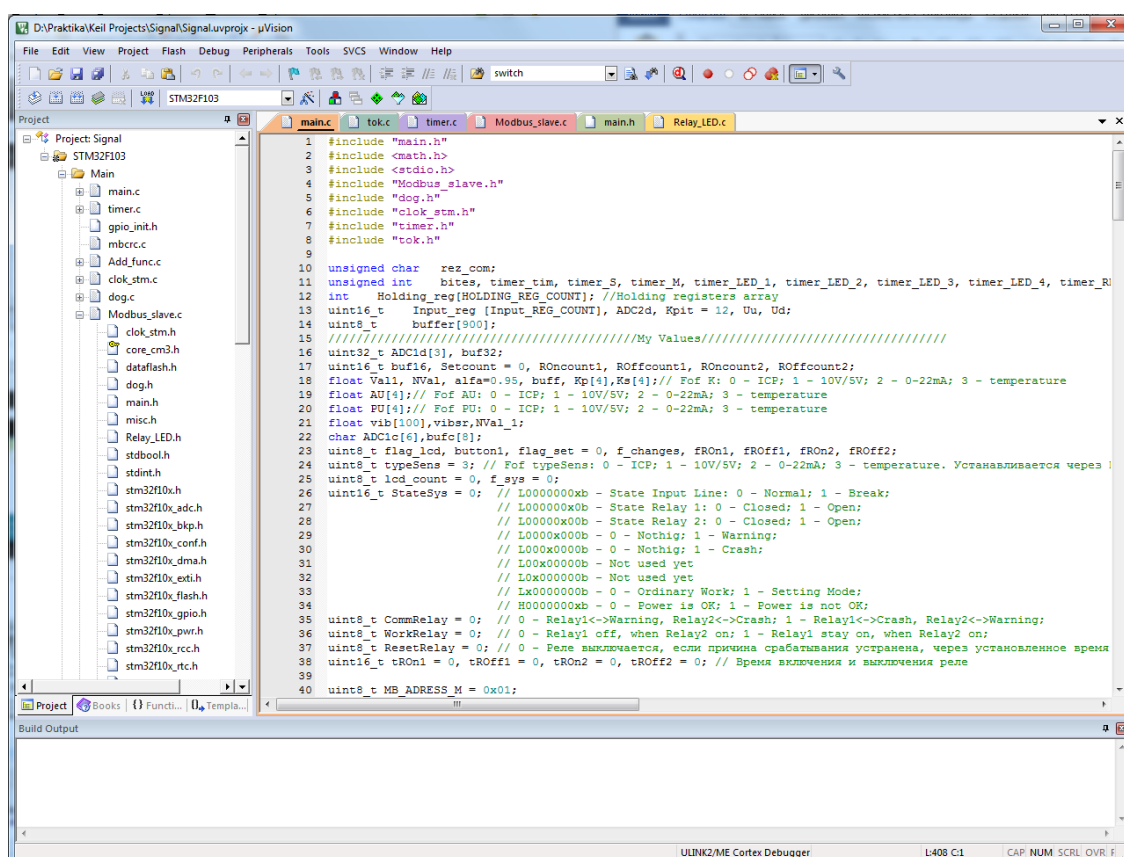 D:\Praktika\Keil Projects\Signal\Signal.uvprojx - µVision
File Edit View Project Flash Debug Peripherals Tools SVCS Window Help
switch
LOAD STM32F103
Project
main.c tok.c timer.c Modbus_slave.c main.h Relay_LED.c
Project: Signal
STM32F103
Main
main.c
timer.c
gpio_init.h
mbcrc.c
Add_func.c
clok_stm.c
dog.c
Modbus_slave.c
clok_stm.h
core_cm3.h
dataflash.h
dog.h
main.h
misc.h
Relay_LED.h
stdbool.h
stdint.h
stm32f10x.h
stm32f10x_adc.h
stm32f10x_bkp.h
stm32f10x_conf.h
stm32f10x_dma.h
stm32f10x_exti.h
stm32f10x_flash.h
stm32f10x_gpio.h
stm32f10x_pwr.h
stm32f10x_rcc.h
stm32f10x_rtc.h
Project Books {} Functi... Templa...
1 #include "main.h"
2 #include <math.h>
3 #include <stdio.h>
4 #include "Modbus_slave.h"
5 #include "dog.h"
6 #include "clok_stm.h"
7 #include "timer.h"
8 #include "tok.h"
9
10 unsigned char rez_com;
11 unsigned int bites, timer_tim, timer_S, timer_M, timer_LED_1, timer_LED_2, timer_LED_3, timer_LED_4,
12 int Holding_reg[HOLDING_REG_COUNT]; //Holding registers array
13 uint16_t Input_reg [Input_REG_COUNT], ADC2d, Kpit = 12, Uu, Ud;
14 uint8_t buffer[900];
15 ///////////////////////////////////////////My Values//////////////////////////////////
16 uint32_t ADC1d[3], buf32;
17 uint16_t buf16, Setcount = 0, ROncount1, ROffcount1, ROncount2, ROffcount2;
18 float Val1, NVal, alfa=0.95, buff, Kp[4],Ks[4];// Fof K: 0 - ICP; 1 - 10V/5V; 2 - 0-22mA; 3 - temperature
19 float AU[4];// Fof AU: 0 - ICP; 1 - 10V/5V; 2 - 0-22mA; 3 - temperature
20 float PU[4];// Fof PU: 0 - ICP; 1 - 10V/5V; 2 - 0-22mA; 3 - temperature
21 float vib[100],vibsr,NVal_1;
22 char ADC1c[6],bufc[8];
23 uint8_t flag_lcd, button1, flag_set = 0, f_changes, fROn1, fROff1, fROn2, fROff2;
24 uint8_t typeSens = 3; // Fof typeSens: 0 - ICP; 1 - 10V/5V; 2 - 0-22mA; 3 - temperature. Устанавливается через
25 uint8_t lcd_count = 0, f_sys = 0;
26 uint16_t StateSys = 0; // L0000000xb - State Input Line: 0 - Normal; 1 - Break;
27 // L000000x0b - State Relay 1: 0 - Closed; 1 - Open;
28 // L00000x00b - State Relay 2: 0 - Closed; 1 - Open;
29 // L0000x000b - 0 - Nothig; 1 - Warning;
30 // L000x0000b - 0 - Nothig; 1 - Crash;
31 // L00x00000b - Not used yet
32 // L0x000000b - Not used yet
33 // Lx0000000b - 0 - Ordinary Work; 1 - Setting Mode;
34 // H0000000xb - 0 - Power is OK; 1 - Power is not OK;
35 uint8_t CommRelay = 0; // 0 - Relay1<->Warning, Relay2<->Crash; 1 - Relay1<->Crash, Relay2<->Warning;
36 uint8_t WorkRelay = 0; // 0 - Relay1 off, when Relay2 on; 1 - Relay1 stay on, when Relay2 on;
37 uint8_t ResetRelay = 0; // 0 - Реле выключается, если причина срабатывания устранена, через установленное время
38 uint16_t tROn1 = 0, tROff1 = 0, tROn2 = 0, tROff2 = 0; // Время включения и выключения реле
39
40 uint8_t MB_ADRESS_M = 0x01;
Build Output
ULINK2/ME Cortex Debugger L:408 C:1 CAP NUM SCRL OVR